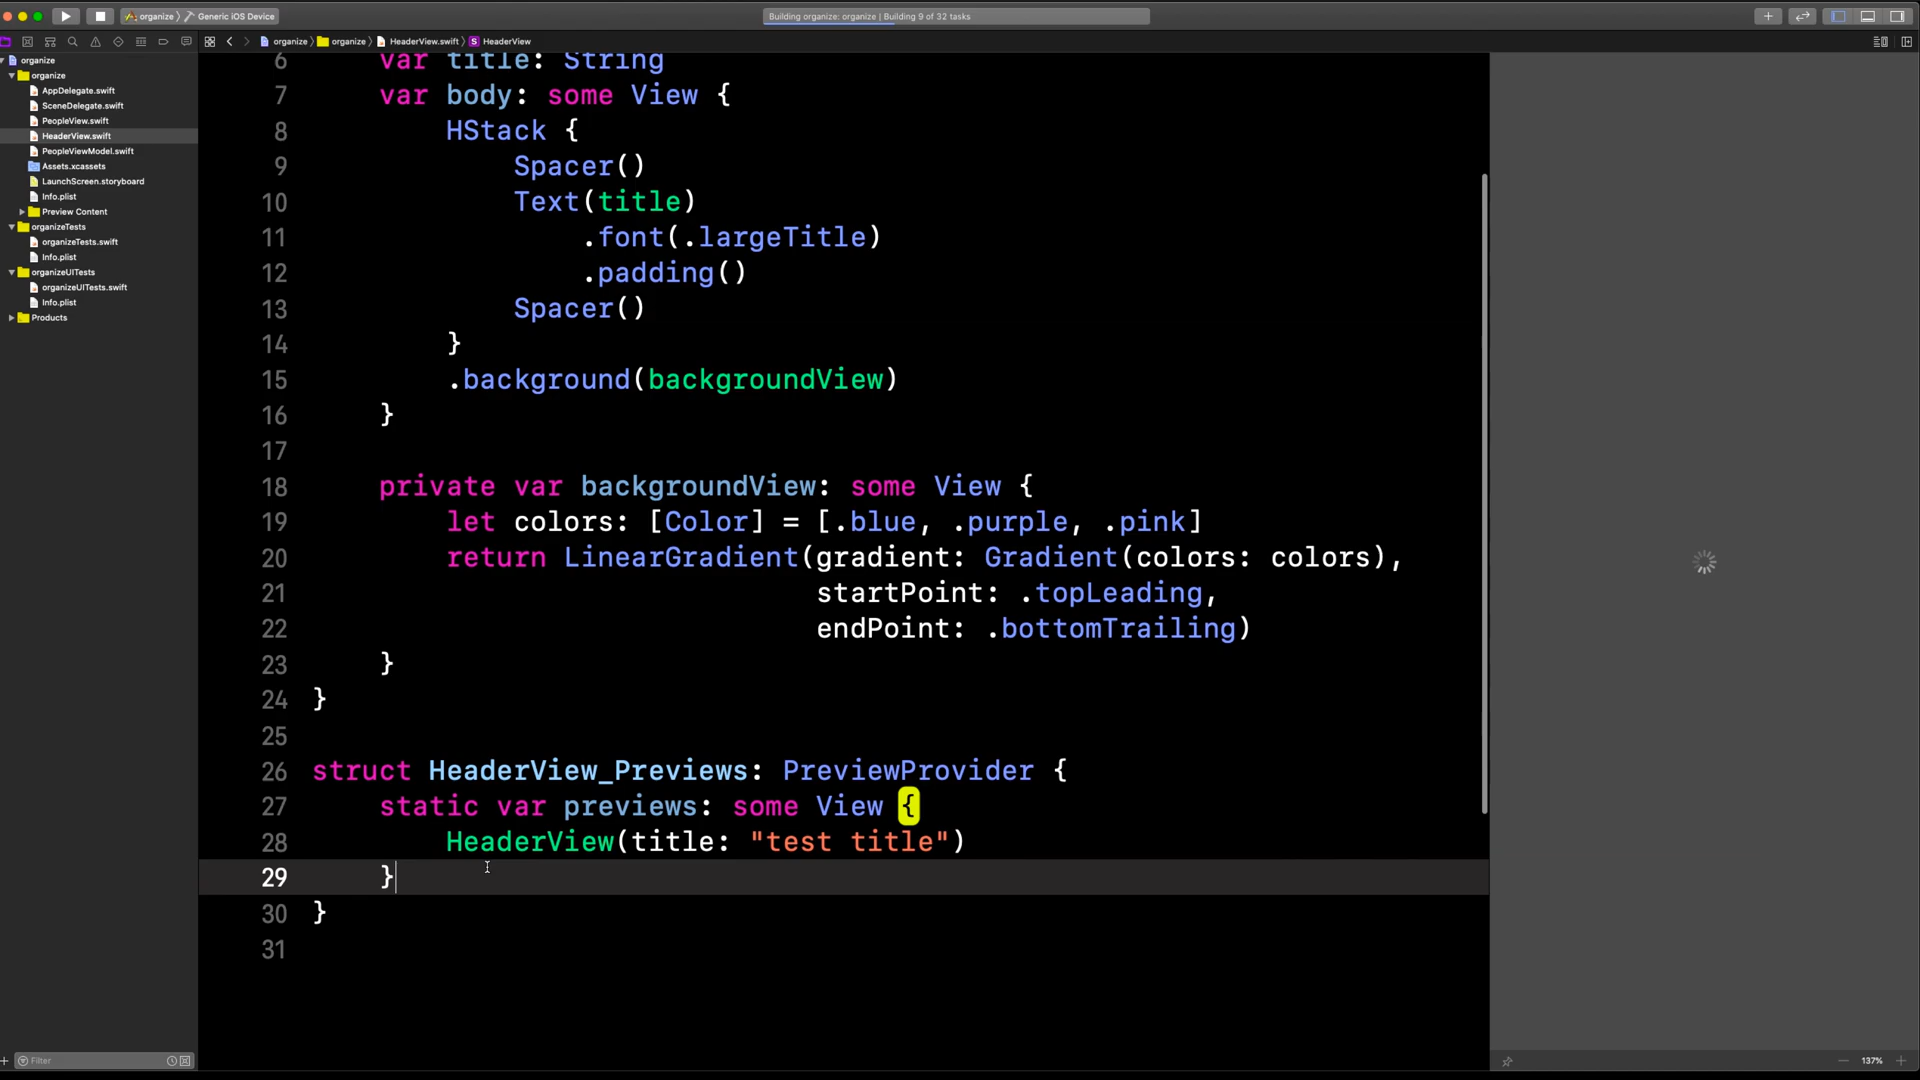 organize 〉 Generic iOS Device
Building organize: organize | Building 9 of 32 tasks
organize 〉 organize 〉 HeaderView.swift 〉 S HeaderView
organize
organize
AppDelegate.swift
SceneDelegate.swift
PeopleView.swift
HeaderView.swift
PeopleViewModel.swift
Assets.xcassets
LaunchScreen.storyboard
Info.plist
Preview Content
organizeTests
organizeTests.swift
Info.plist
organizeUITests
organizeUITests.swift
Info.plist
Products
Filter
6 var title: String
7 var body: some View {
8 HStack {
9 Spacer()
10 Text(title)
11 .font(.largeTitle)
12 .padding()
13 Spacer()
14 }
15 .background(backgroundView)
16 }
17
18 private var backgroundView: some View {
19 let colors: [Color] = [.blue, .purple, .pink]
20 return LinearGradient(gradient: Gradient(colors: colors),
21 startPoint: .topLeading,
22 endPoint: .bottomTrailing)
23 }
24 }
25
26 struct HeaderView_Previews: PreviewProvider {
27 static var previews: some View {
28 HeaderView(title: "test title")
29 }
30 }
31
137%